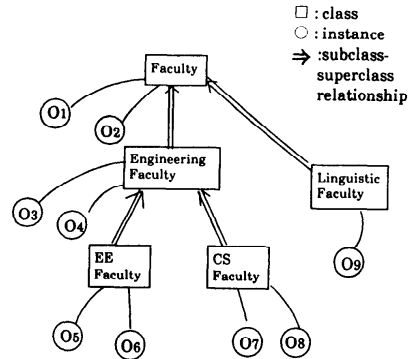 : class
: instance
: subclass-
superclass
relationship
Faculty
O1
O2
Engineering
Faculty
Linguistic
Faculty
O3
O4
O9
EE
Faculty
CS
Faculty
O5
O6
O7
O8